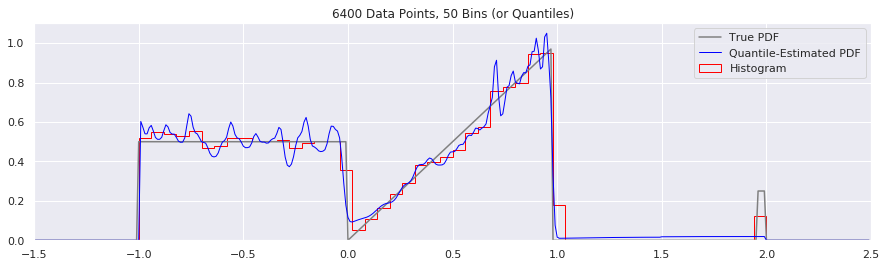 6400 Data Points, 50 Bins (or Quantiles)
True PDF
Quantile-Estimated PDF
Histogram
1.0
0.8
0.6
0.4
0.2
0.0
−1.5 −1.0 −0.5 0.0 0.5 1.0 1.5 2.0 2.5